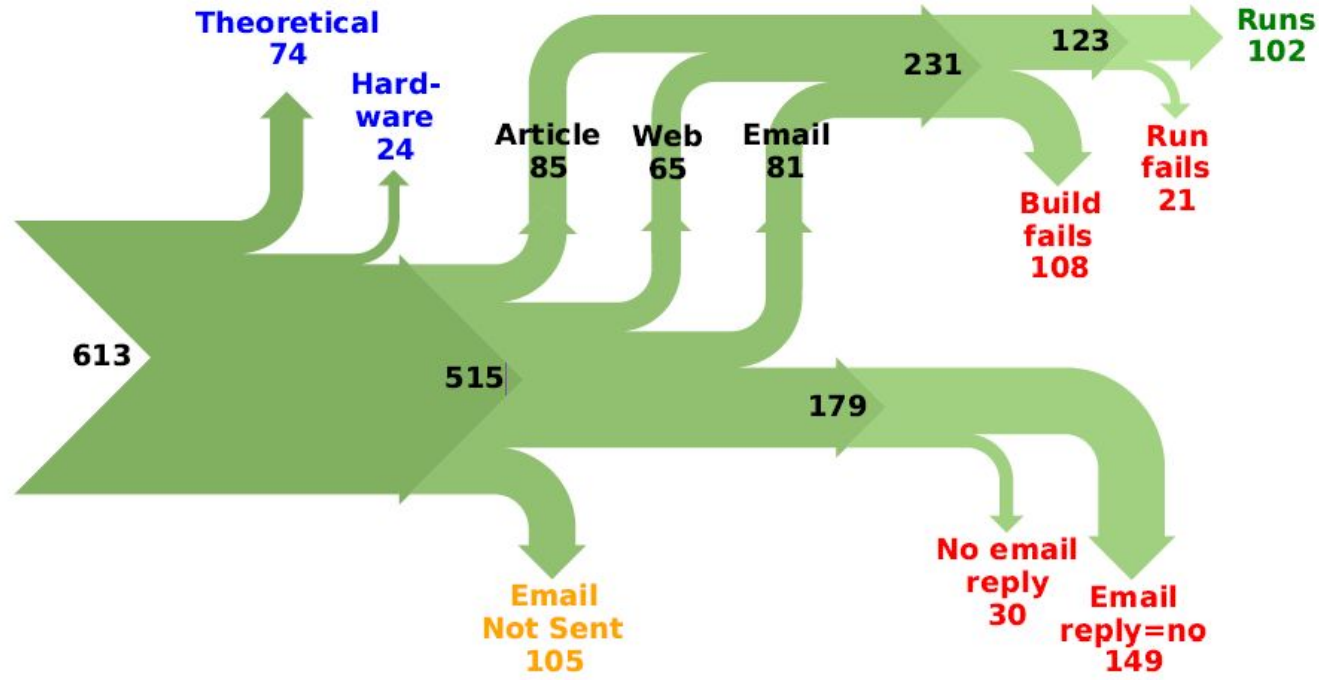 Theoretical
74
Hard-
ware
24
Article
85
Web
65
Email
81
231
123
Runs
102
Run
fails
21
Build
fails
108
613
515
179
Email
Not Sent
105
No email
reply
30
Email
reply=no
149